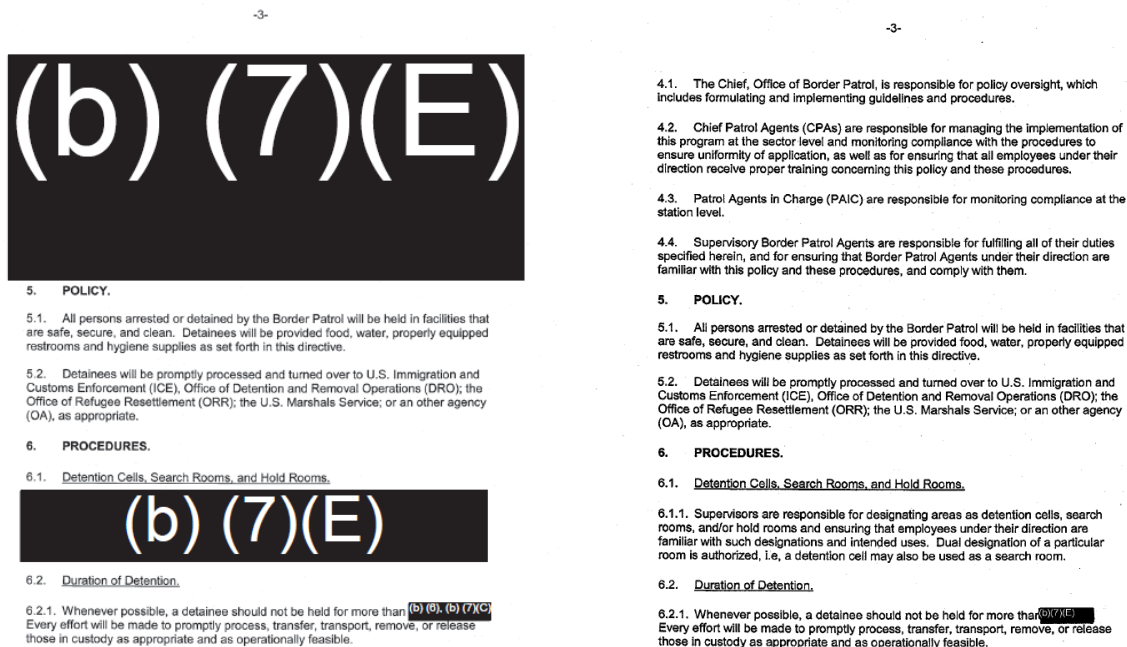 -3-
(b) (7)(E)
5. POLICY.
5.1. All persons arrested or detained by the Border Patrol will be held in facilities that
are safe, secure, and clean. Detainees will be provided food, water, properly equipped
restrooms and hygiene supplies as set forth in this directive.
5.2. Detainees will be promptly processed and turned over to U.S. Immigration and
Customs Enforcement (ICE), Office of Detention and Removal Operations (DRO); the
Office of Refugee Resettlement (ORR); the U.S. Marshals Service; or an other agency
(OA), as appropriate.
6. PROCEDURES.
6.1. Detention Cells, Search Rooms, and Hold Rooms.
(b) (7)(E)
6.2. Duration of Detention.
6.2.1. Whenever possible, a detainee should not be held for more than (b) (6), (b) (7)(C)
Every effort will be made to promptly process, transfer, transport, remove, or release
those in custody as appropriate and as operationally feasible.
-3-
4.1. The Chief, Office of Border Patrol, is responsible for policy oversight, which
includes formulating and implementing guidelines and procedures.
4.2. Chief Patrol Agents (CPAs) are responsible for managing the implementation of
this program at the sector level and monitoring compliance with the procedures to
ensure uniformity of application, as well as for ensuring that all employees under their
direction receive proper training concerning this policy and these procedures.
4.3. Patrol Agents in Charge (PAIC) are responsible for monitoring compliance at the
station level.
4.4. Supervisory Border Patrol Agents are responsible for fulfilling all of their duties
specified herein, and for ensuring that Border Patrol Agents under their direction are
familiar with this policy and these procedures, and comply with them.
5. POLICY.
5.1. All persons arrested or detained by the Border Patrol will be held in facilities that
are safe, secure, and clean. Detainees will be provided food, water, properly equipped
restrooms and hygiene supplies as set forth in this directive.
5.2. Detainees will be promptly processed and turned over to U.S. Immigration and
Customs Enforcement (ICE), Office of Detention and Removal Operations (DRO); the
Office of Refugee Resettlement (ORR); the U.S. Marshals Service; or an other agency
(OA), as appropriate.
6. PROCEDURES.
6.1. Detention Cells, Search Rooms, and Hold Rooms.
6.1.1. Supervisors are responsible for designating areas as detention cells, search
rooms, and/or hold rooms and ensuring that employees under their direction are
familiar with such designations and intended uses. Dual designation of a particular
room is authorized, i.e, a detention cell may also be used as a search room.
6.2. Duration of Detention.
6.2.1. Whenever possible, a detainee should not be held for more than (b)(7)(E)
Every effort will be made to promptly process, transfer, transport, remove, or release
those in custody as appropriate and as operationally feasible.